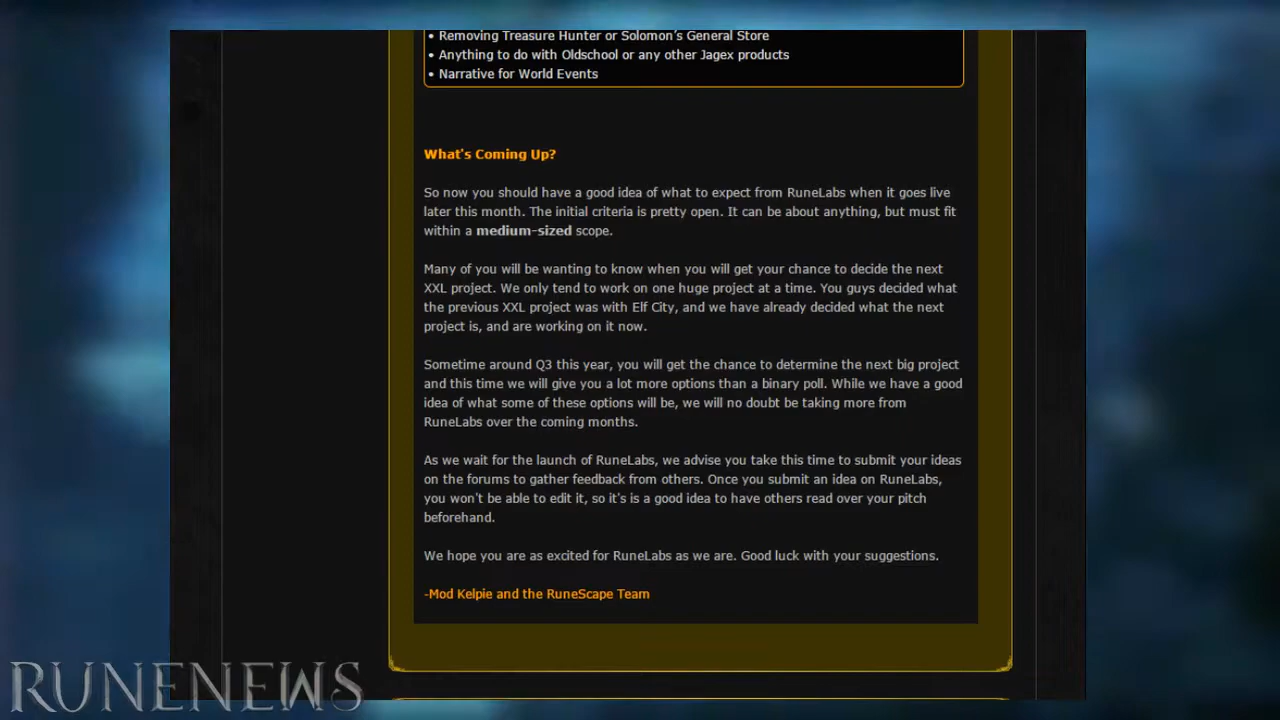 • Removing Treasure Hunter or Solomon's General Store
• Anything to do with Oldschool or any other Jagex products
• Narrative for World Events
What's Coming Up?
So now you should have a good idea of what to expect from RuneLabs when it goes live
later this month. The initial criteria is pretty open. It can be about anything, but must fit
within a medium-sized scope.
Many of you will be wanting to know when you will get your chance to decide the next
XXL project. We only tend to work on one huge project at a time. You guys decided what
the previous XXL project was with Elf City, and we have already decided what the next
project is, and are working on it now.
Sometime around Q3 this year, you will get the chance to determine the next big project
and this time we will give you a lot more options than a binary poll. While we have a good
idea of what some of these options will be, we will no doubt be taking more from
RuneLabs over the coming months.
As we wait for the launch of RuneLabs, we advise you take this time to submit your ideas
on the forums to gather feedback from others. Once you submit an idea on RuneLabs,
you won't be able to edit it, so it's is a good idea to have others read over your pitch
beforehand.
We hope you are as excited for RuneLabs as we are. Good luck with your suggestions.
-Mod Kelpie and the RuneScape Team
RUNENEWS